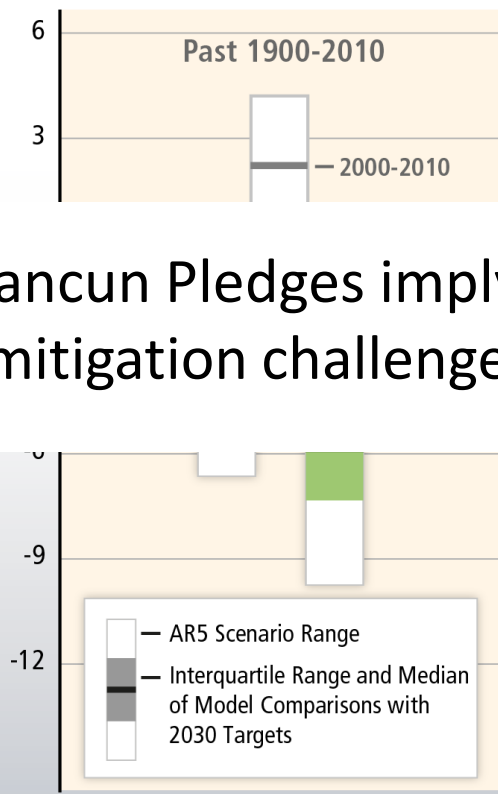 6
Past 1900-2010
3
2000-2010
ancun Pledges imply
mitigation challenge
-9
AR5 Scenario Range
-12
Interquartile Range and Median
of Model Comparisons with
2030 Targets